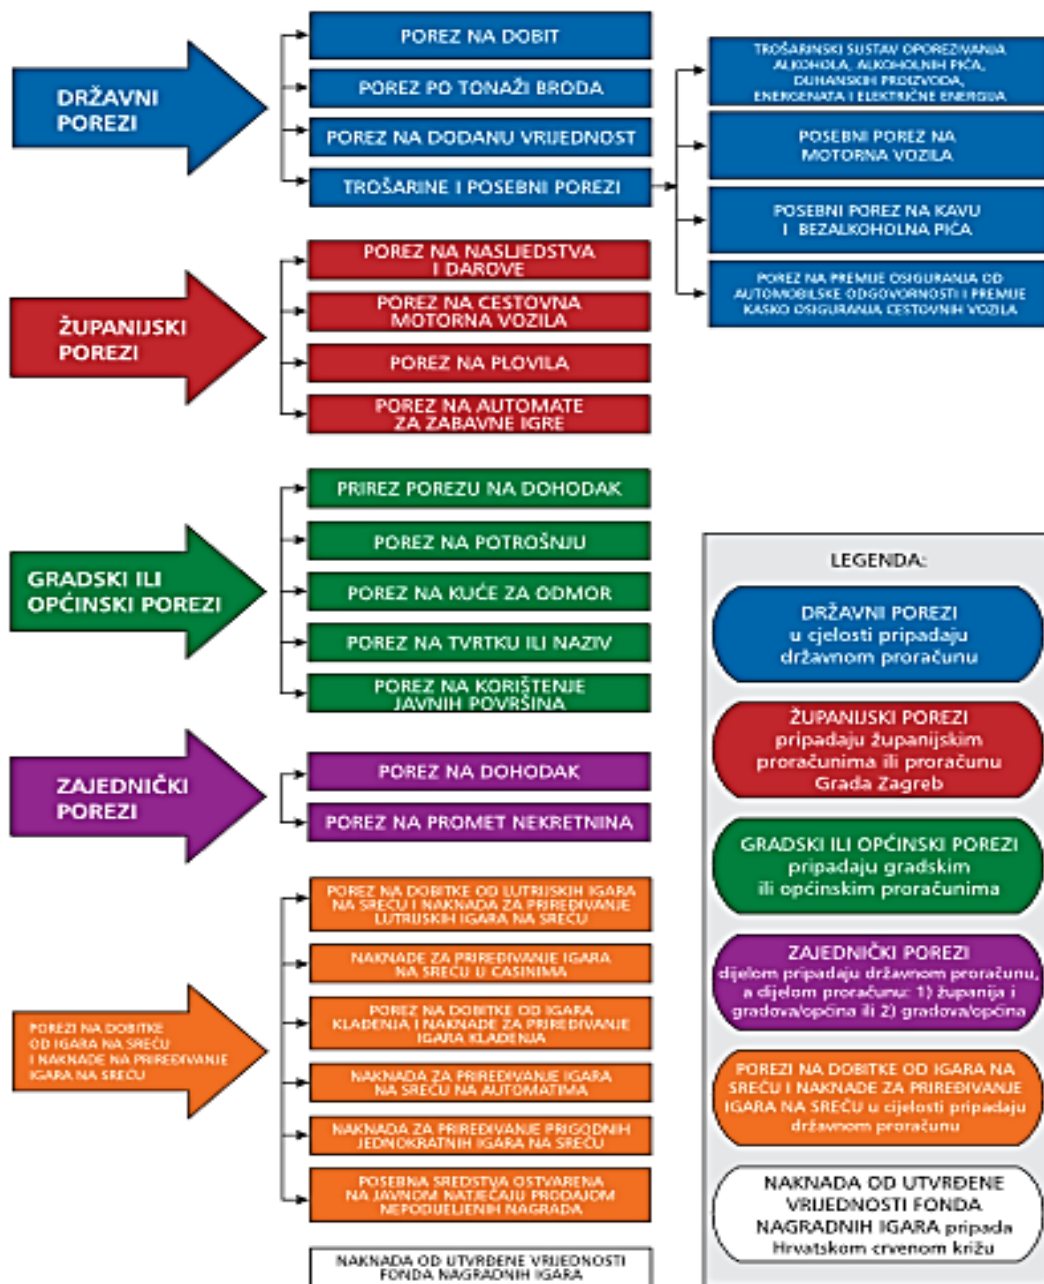 DRŽAVNI
POREZI
POREZ NA DOBIT
POREZ PO TONAŽI BRODA
POREZ NA DODANU VRIJEDNOST
TROŠARINE I POSEBNI POREZI
TROŠARINSKI SUSTAV OPOREZIVANJA
ALKOHOLA, ALKOHOLNIH PIĆA,
DUHANSKIH PROIZVODA,
ENERGENATA I ELEKTRIČNE ENERGIJA
POSEBNI POREZ NA
MOTORNA VOZILA
POSEBNI POREZ NA KAVU
I BEZALKOHOLNA PIĆA
POREZ NA PREMIJE OSIGURANJA OD
AUTOMOBILSKE ODGOVORNOSTI I PREMIJE
KASKO OSIGURANJA CESTOVNIH VOZILA
ŽUPANIJSKI
POREZI
POREZ NA NASLJEDSTVA
I DAROVE
POREZ NA CESTOVNA
MOTORNA VOZILA
POREZ NA PLOVILA
POREZ NA AUTOMATE
ZA ZABAVNE IGRE
GRADSKI ILI
OPĆINSKI POREZI
PRIREZ POREZU NA DOHODAK
POREZ NA POTROŠNJU
POREZ NA KUĆE ZA ODMOR
POREZ NA TVRTKU ILI NAZIV
POREZ NA KORIŠTENJE
JAVNIH POVRŠINA
ZAJEDNIČKI
POREZI
POREZ NA DOHODAK
POREZ NA PROMET NEKRETNINA
POREZI NA DOBITKE
OD IGARA NA SREĆU
I NAKNADE NA PRIREĐIVANJE
IGARA NA SREĆU
POREZ NA DOBITKE OD LUTRIJSKIH IGARA
NA SREĆU I NAKNADA ZA PRIREĐIVANJE
LUTRIJSKIH IGARA NA SREĆU
NAKNADE ZA PRIREĐIVANJE IGARA
NA SREĆU U CASINIMA
POREZ NA DOBITKE OD IGARA
KLAĐENJA I NAKNADE ZA PRIREĐIVANJE
IGARA KLAĐENJA
NAKNADA ZA PRIREĐIVANJE IGARA
NA SREĆU NA AUTOMATIMA
NAKNADA ZA PRIREĐIVANJE PRIGODNIH
JEDNOKRATNIH IGARA NA SREĆU
POSEBNA SREDSTVA OSTVARENA
NA JAVNOM NATJEČAJU PRODAJOM
NEPODIJELJENIH NAGRADA
NAKNADA OD UTVRĐENE VRIJEDNOSTI
FONDA NAGRADNIH IGARA
LEGENDA:
DRŽAVNI POREZI
u cjelosti pripadaju
državnom proračunu
ŽUPANIJSKI POREZI
pripadaju županijskim
proračunima ili proračunu
Grada Zagreb
GRADSKI ILI OPĆINSKI POREZI
pripadaju gradskim
ili općinskim proračunima
ZAJEDNIČKI POREZI
dijelom pripadaju državnom proračunu,
a dijelom proračunu: 1) županija i
gradova/općina ili 2) gradova/općina
POREZI NA DOBITKE OD IGARA NA
SREĆU I NAKNADE ZA PRIREĐIVANJE
IGARA NA SREĆU u cijelosti pripadaju
državnom proračunu
NAKNADA OD UTVRĐENE
VRIJEDNOSTI FONDA
NAGRADNIH IGARA pripada
Hrvatskom crvenom križu